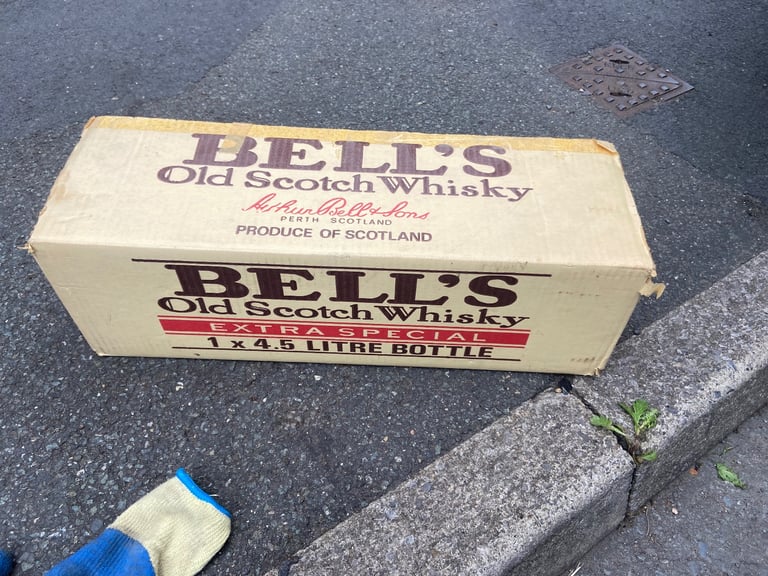 BELL'S
Old Scotch Whisky
Arthur Bell & Sons
PERTH SCOTLAND
PRODUCE OF SCOTLAND
BELL'S
Old Scotch Whisky
EXTRA SPECIAL
1 x 4.5 LITRE BOTTLE